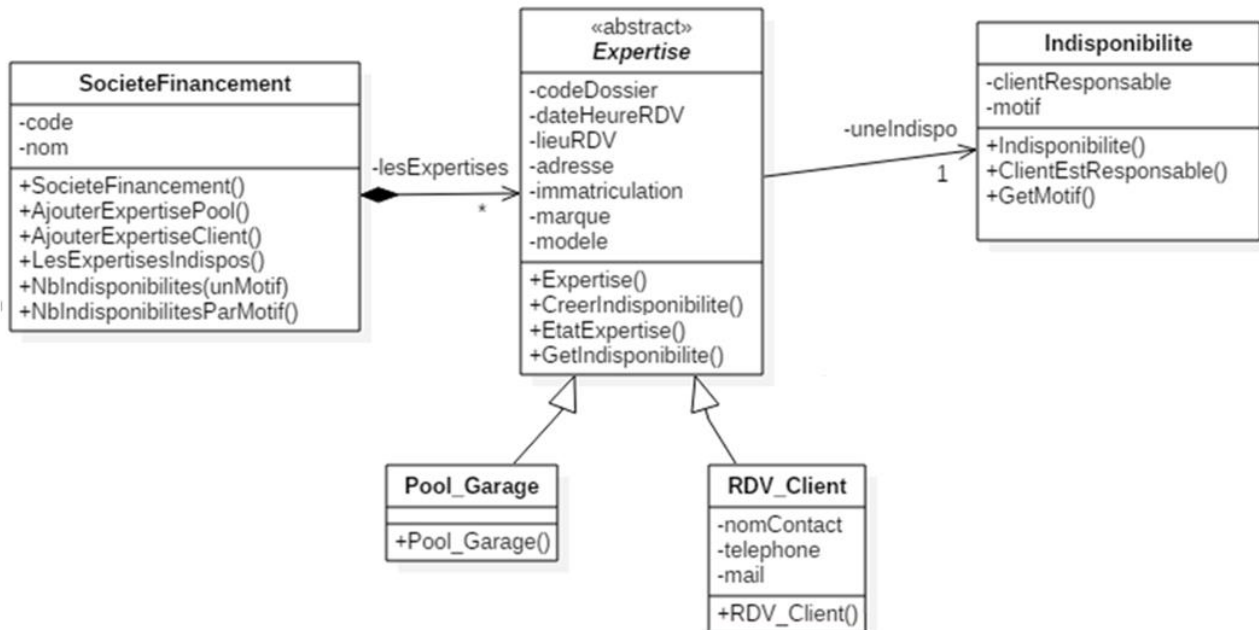 SocieteFinancement
-code
-nom
+SocieteFinancement()
+AjouterExpertisePool()
+AjouterExpertiseClient()
+LesExpertisesIndispos()
+NbIndisponibilites(unMotif)
+NbIndisponibilitesParMotif()
-lesExpertises
*
«abstract»
Expertise
-codeDossier
-dateHeureRDV
-lieuRDV
-adresse
-immatriculation
-marque
-modele
+Expertise()
+CreerIndisponibilite()
+EtatExpertise()
+GetIndisponibilite()
-uneIndispo
1
Indisponibilite
-clientResponsable
-motif
+Indisponibilite()
+ClientEstResponsable()
+GetMotif()
Pool_Garage
+Pool_Garage()
RDV_Client
-nomContact
-telephone
-mail
+RDV_Client()